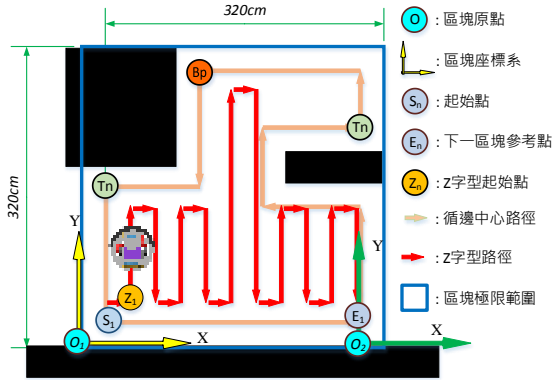 320cm
O : 區塊原點
: 區塊座標系
Bp
Sn : 起始點
Tn
En : 下一區塊參考點
320cm
Tn
Zn : Z字型起始點
Y
: 循邊中心路徑
Y
: Z字型路徑
Z1
S1
E1
: 區塊極限範圍
X
X
O1
O2